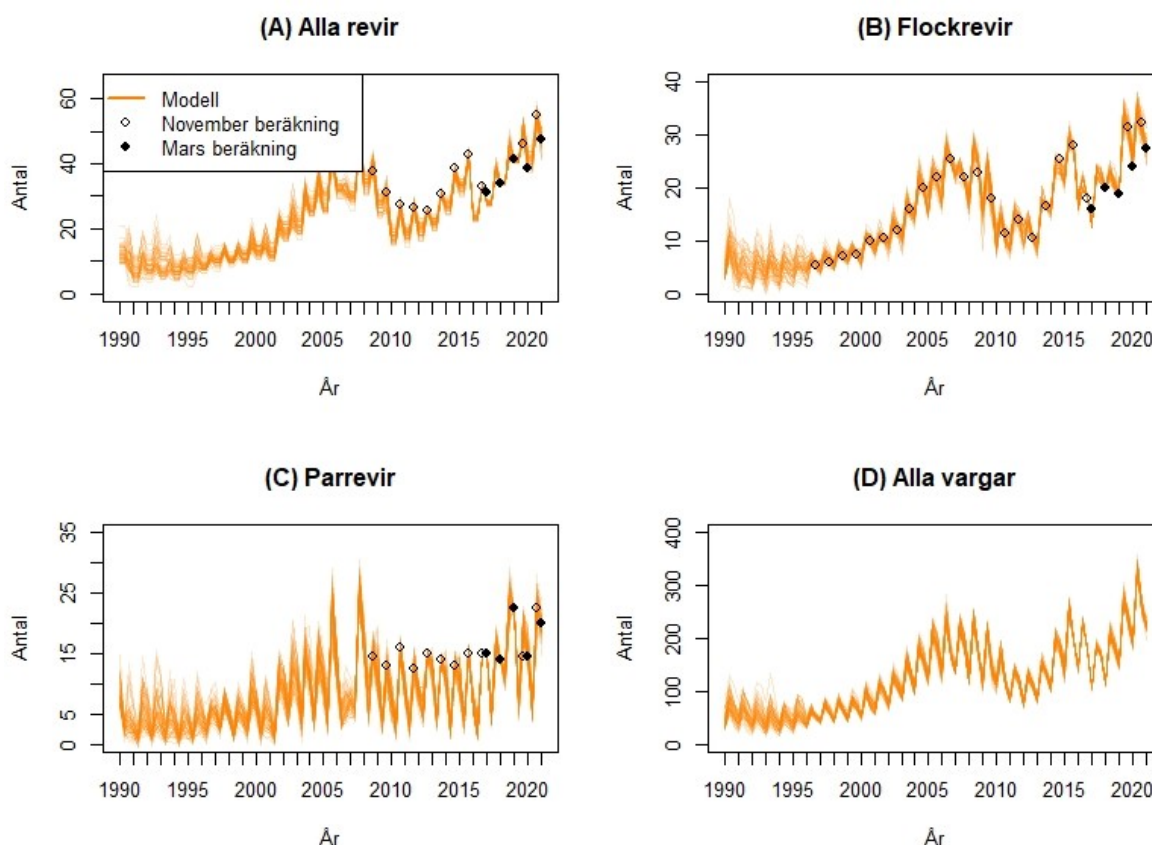 (A) Alla revir
Antal
0 20 40 60
Modell
November beräkning
Mars beräkning
1990 1995 2000 2005 2010 2015 2020
År
(B) Flockrevir
Antal
0 10 20 30 40
1990 1995 2000 2005 2010 2015 2020
År
(C) Parrevir
Antal
0 5 15 25 35
1990 1995 2000 2005 2010 2015 2020
År
(D) Alla vargar
Antal
0 100 200 300 400
1990 1995 2000 2005 2010 2015 2020
År